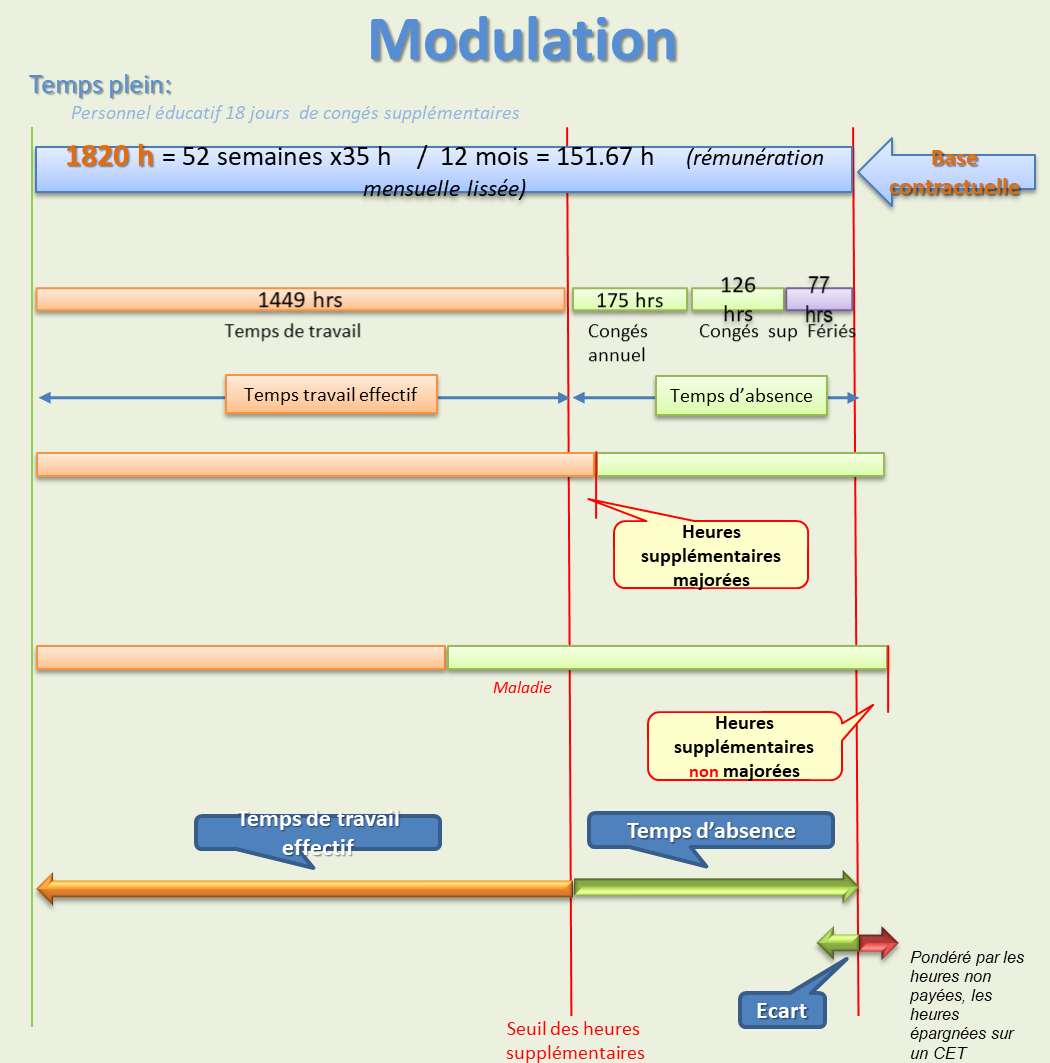 Modulation
Temps plein:
Personnel éducatif 18 jours de congés supplémentaires
1820 h = 52 semaines x35 h / 12 mois = 151.67 h (rémunération
mensuelle lissée)
Base
contractuelle
1449 hrs
175 hrs
126
hrs
77
hrs
Temps de travail
Congés
annuel
Congés sup Fériés
Temps travail effectif
Temps d’absence
Heures
supplémentaires
majorées
Maladie
Heures
supplémentaires
non majorées
Temps de travail
effectif
Temps d’absence
Pondéré par les
heures non
payées, les
heures
épargnées sur
un CET
Ecart
Seuil des heures
supplémentaires